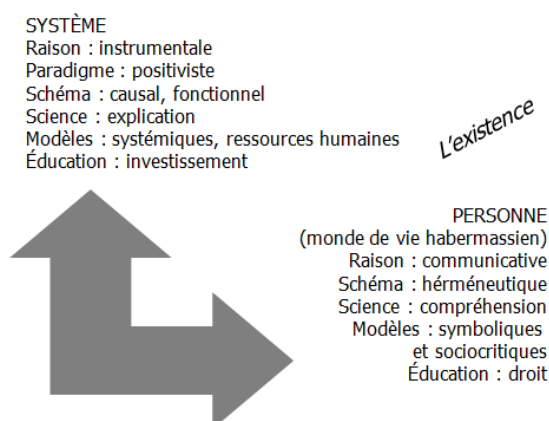 SYSTÈME
Raison : instrumentale
Paradigme : positiviste
Schéma : causal, fonctionnel
Science : explication
Modèles : systémiques, ressources humaines
Éducation : investissement
L'existence
PERSONNE
(monde de vie habermassien)
Raison : communicative
Schéma : hérméneutique
Science : compréhension
Modèles : symboliques
et sociocritiques
Éducation : droit